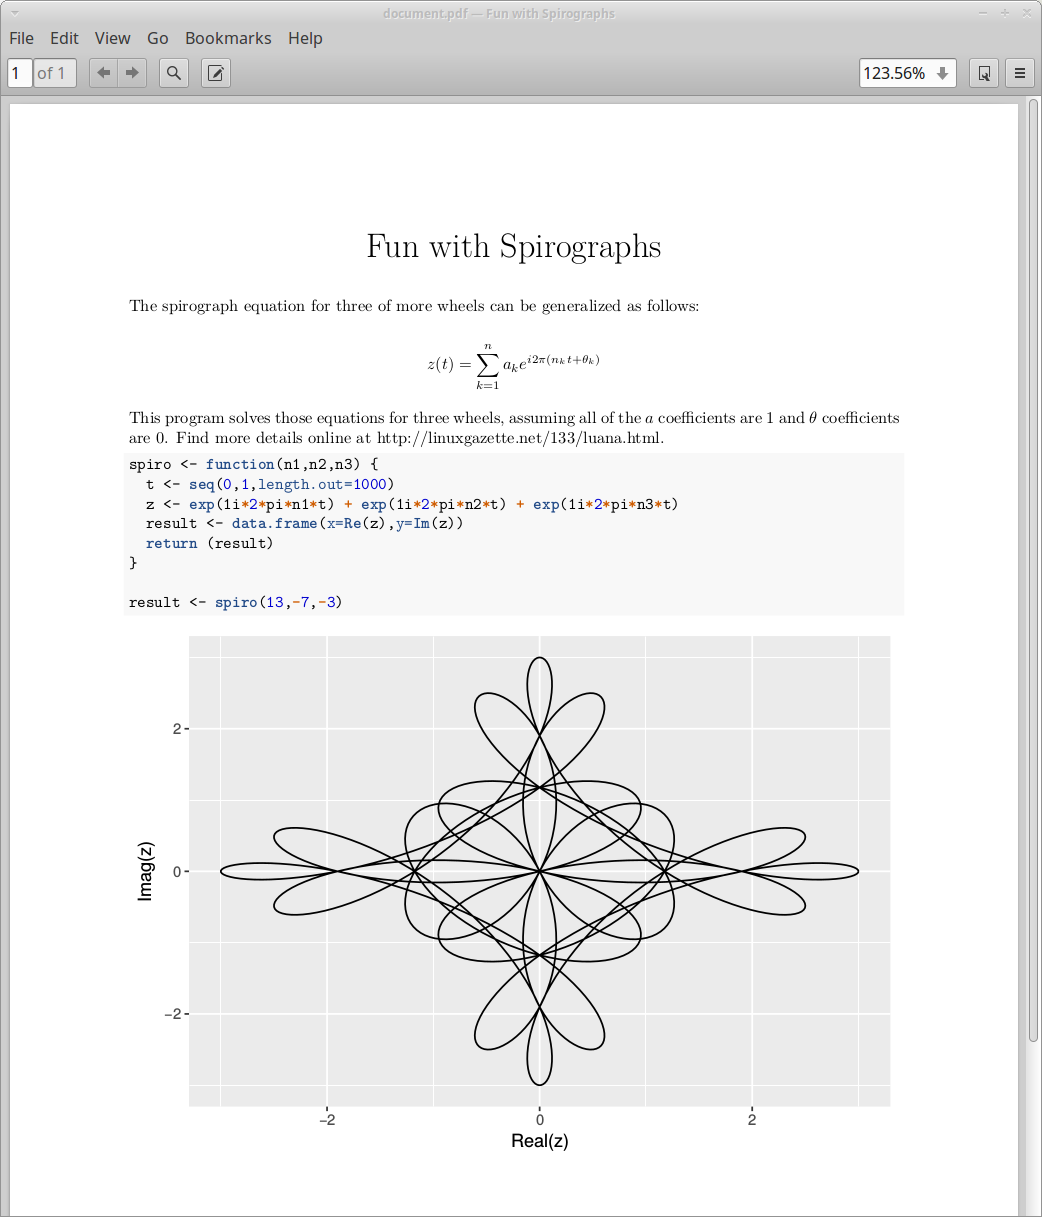 document.pdf — Fun with Spirographs
File Edit View Go Bookmarks Help
1 of 1 123.56%
Fun with Spirographs
The spirograph equation for three of more wheels can be generalized as follows:
z(t) = ∑_{k=1}^{n} a_k e^{i2π(n_k t+θ_k)}
This program solves those equations for three wheels, assuming all of the a coefficients are 1 and θ coefficients
are 0. Find more details online at http://linuxgazette.net/133/luana.html.
spiro <- function(n1,n2,n3) {
  t <- seq(0,1,length.out=1000)
  z <- exp(1i*2*pi*n1*t) + exp(1i*2*pi*n2*t) + exp(1i*2*pi*n3*t)
  result <- data.frame(x=Re(z),y=Im(z))
  return (result)
}
result <- spiro(13,-7,-3)
2
0
−2
Imag(z)
−2 0 2
Real(z)